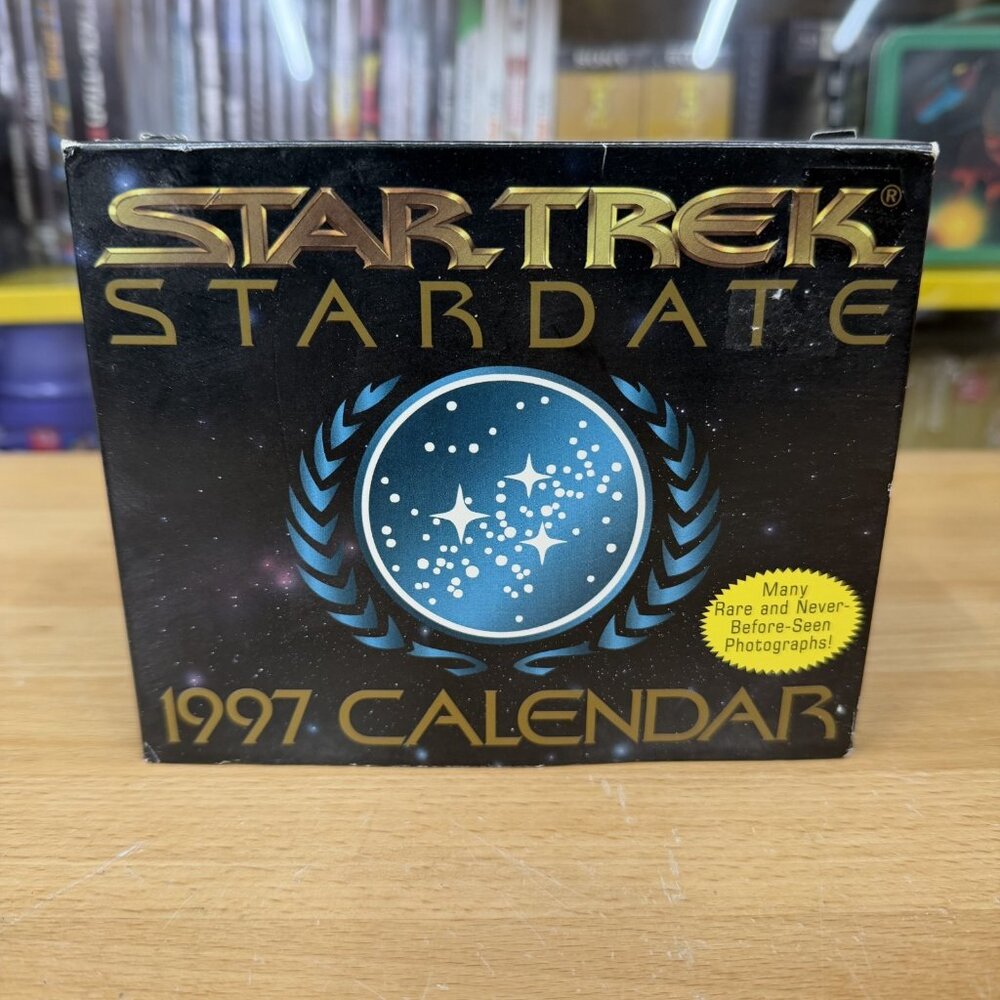 STAR TREK®
STARDATE
Many
Rare and Never-
Before-Seen
Photographs!
1997 CALENDAR